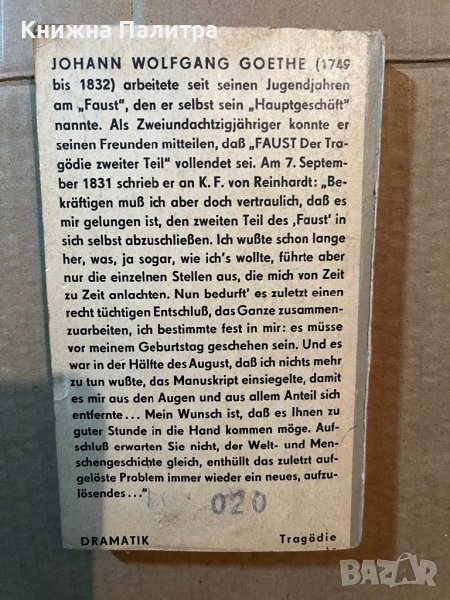 Книжна Палитра
JOHANN WOLFGANG GOETHE (1749
bis 1832) arbeitete seit seinen Jugendjahren
am „Faust“, den er selbst sein „Hauptgeschäft“
nannte. Als Zweiundachtzigjähriger konnte er
seinen Freunden mitteilen, daß „FAUST Der Tra-
gödie zweiter Teil“ vollendet sei. Am 7. Septem-
ber 1831 schrieb er an K. F. von Reinhardt: „Be-
kräftigen muß ich aber doch vertraulich, daß es
mir gelungen ist, den zweiten Teil des ‚Faust‘ in
sich selbst abzuschließen. Ich wußte schon lange
her, was, ja sogar, wie ich’s wollte, führte aber
nur die einzelnen Stellen aus, die mich von Zeit
zu Zeit anlachten. Nun bedurft’ es zuletzt einen
recht tüchtigen Entschluß, das Ganze zusammen-
zuarbeiten, ich bestimmte fest in mir: es müsse
vor meinem Geburtstag geschehen sein. Und es
war in der Hälfte des August, daß ich nichts mehr
zu tun wußte, das Manuskript einsiegelte, damit
es mir aus den Augen und aus allem Anteil sich
entfernte ... Mein Wunsch ist, daß es Ihnen zu
guter Stunde in die Hand kommen möge. Auf-
schluß erwarten Sie nicht, der Welt- und Men-
schengeschichte gleich, enthüllt das zuletzt auf-
gelöste Problem immer wieder ein neues, aufzu-
lösendes ...“
020
DRAMATIK Tragödie
BAZAR